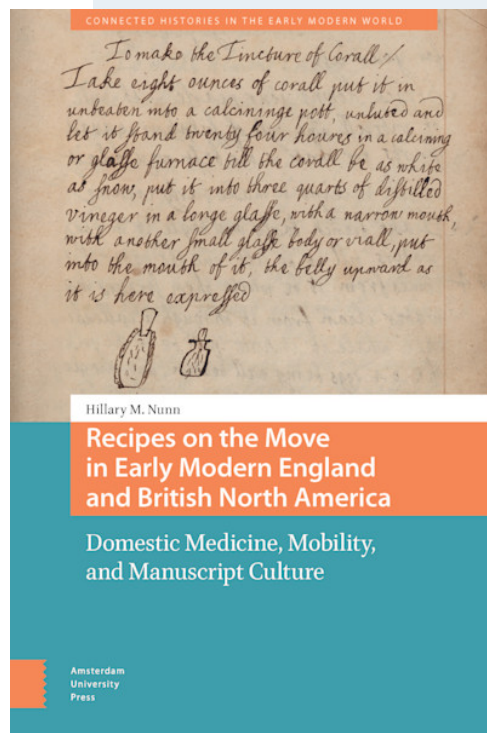 CONNECTED HISTORIES IN THE EARLY MODERN WORLD
To make the Tincture of Corall
Take eight ounces of corall put it in
unbeaten into a calcininge pott, unluted and
let it stand twenty four houres in a calcining
or glasse furnace till the corall be as white
as snow, put it into three quarts of distilled
vineger in a longe glasse, with a narrow mouth,
with another small glasse body or viall, put
into the mouth of it, the belly upward as
it is here expressed
Hillary M. Nunn
Recipes on the Move
in Early Modern England
and British North America
Domestic Medicine, Mobility,
and Manuscript Culture
Amsterdam
University
Press